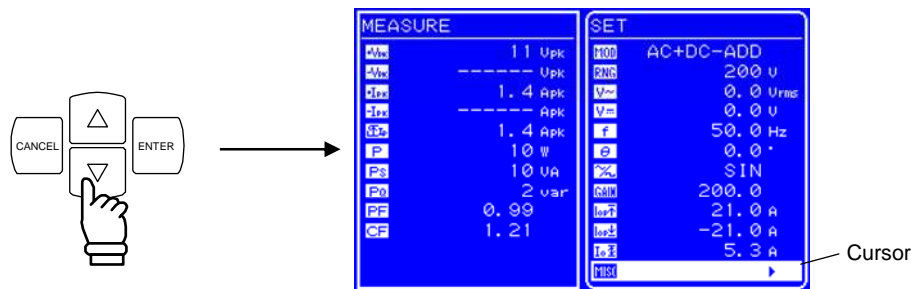 CANCEL
ENTER
MEASURE
+VPK 11 Vpk
-VPK ------ Vpk
+IPK 1.4 Apk
-IPK ------ Apk
1.4 Apk
P 10 W
PS 10 VA
PQ 2 var
PF 0.99
CF 1.21
SET
MOD AC+DC-ADD
RNG 200 V
V~ 0.0 Vrms
V= 0.0 V
f 50.0 Hz
θ 0.0 °
SIN
GAIN 200.0
21.0 A
-21.0 A
5.3 A
MISC
Cursor